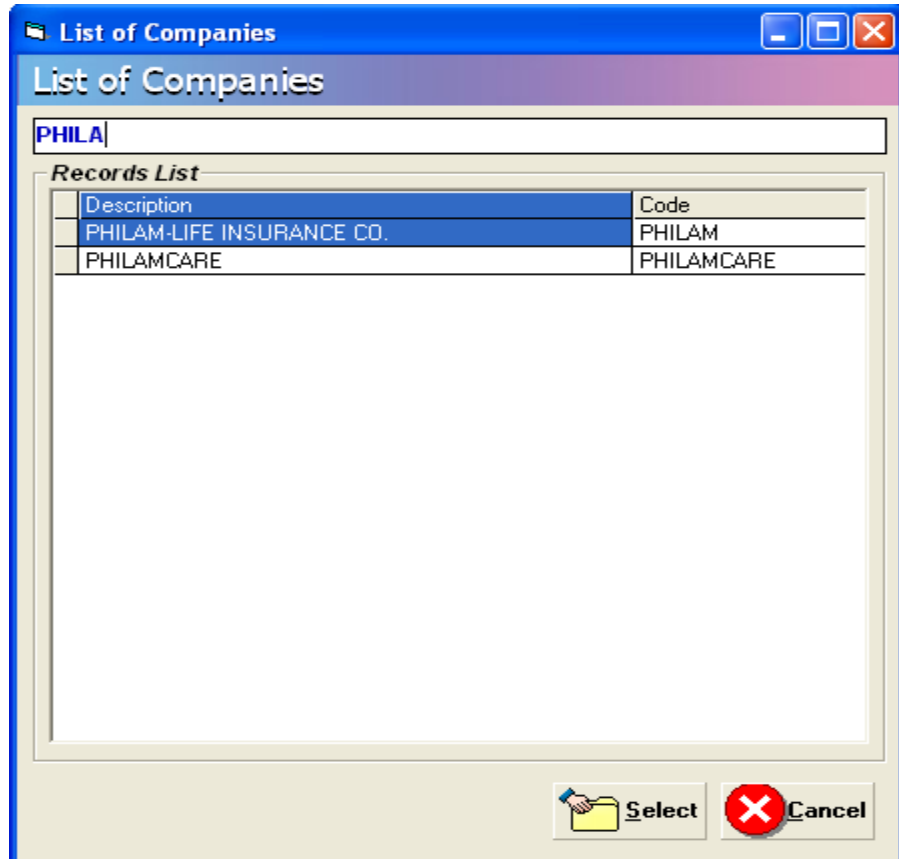 List of Companies
List of Companies
PHILA
Records List
Description Code
PHILAM-LIFE INSURANCE CO. PHILAM
PHILAMCARE PHILAMCARE
Select Cancel